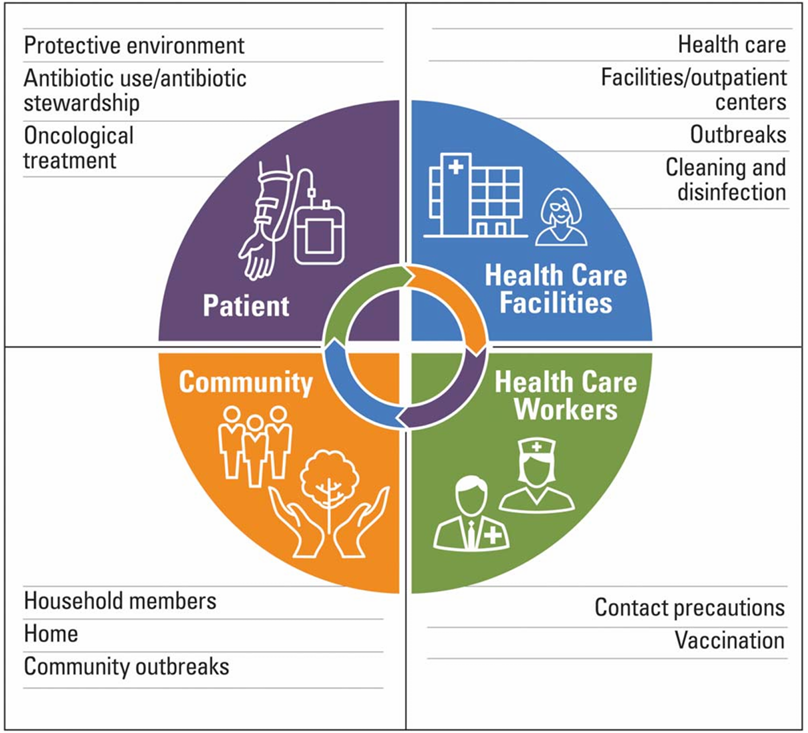 Protective environment
Antibiotic use/antibiotic
stewardship
Oncological
treatment
Patient
Health care
Facilities/outpatient
centers
Outbreaks
Cleaning and
disinfection
Health Care
Facilities
Community
Household members
Home
Community outbreaks
Health Care
Workers
Contact precautions
Vaccination